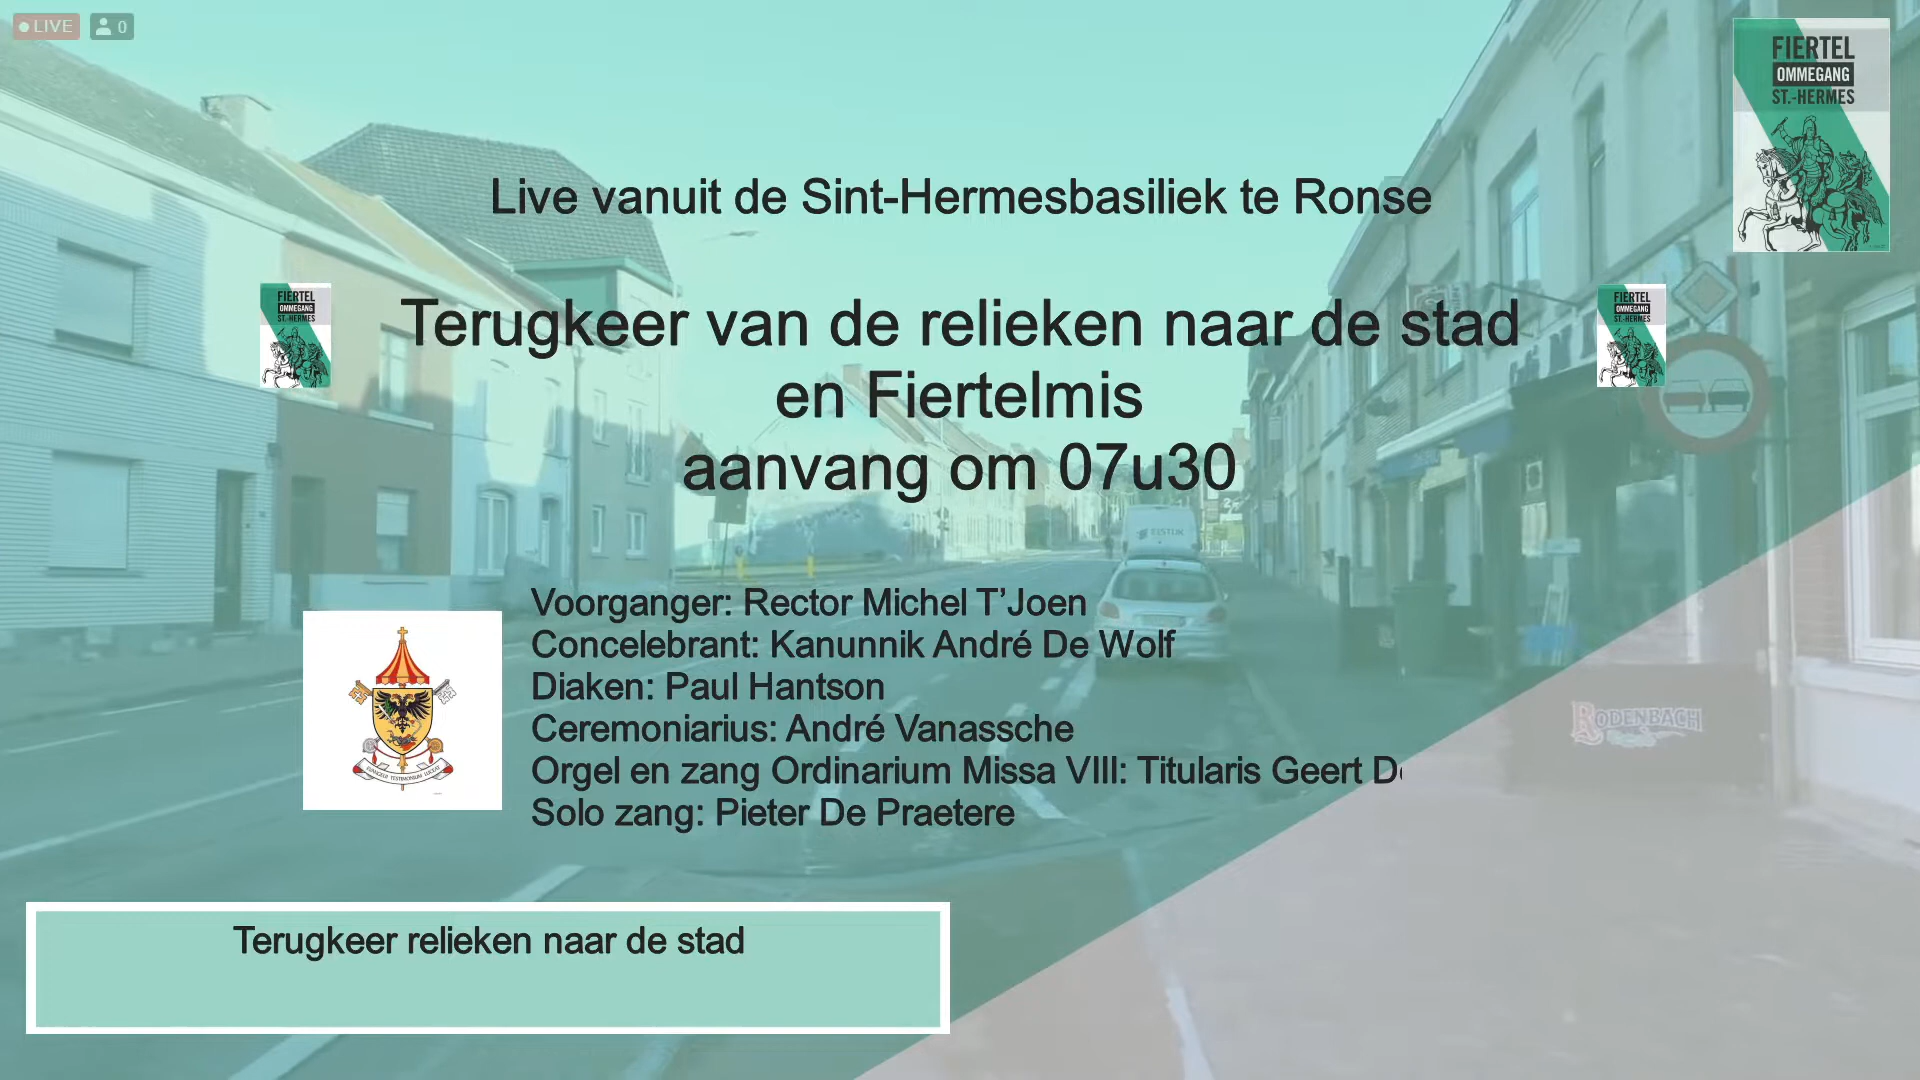 LIVE 0
FIERTEL
OMMEGANG
ST.-HERMES
Live vanuit de Sint-Hermesbasiliek te Ronse
FIERTEL
OMMEGANG
ST.-HERMES
Terugkeer van de relieken naar de stad
en Fiertelmis
aanvang om 07u30
FIERTEL
OMMEGANG
ST.-HERMES
Voorganger: Rector Michel T’Joen
Concelebrant: Kanunnik André De Wolf
Diaken: Paul Hantson
Ceremoniarius: André Vanassche
Orgel en zang Ordinarium Missa VIII: Titularis Geert
Solo zang: Pieter De Praetere
RODENBACH
Terugkeer relieken naar de stad